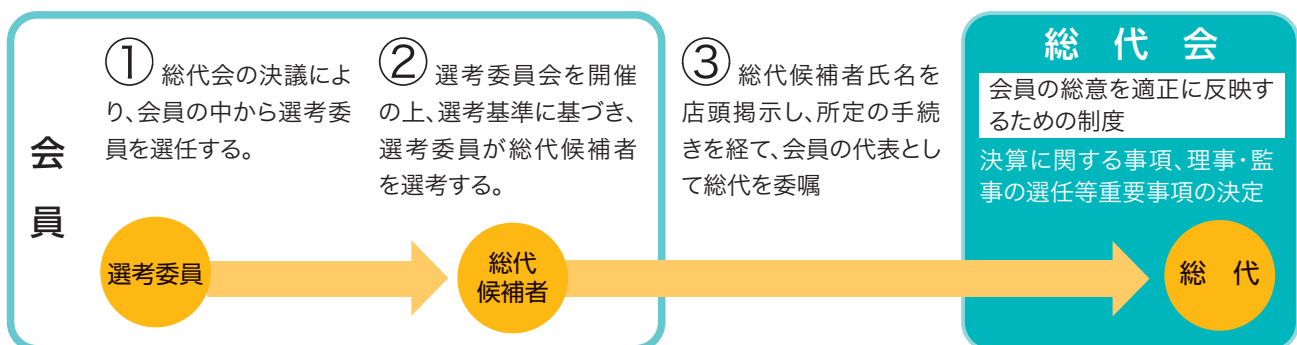 会
員
① 総代会の決議によ
り、会員の中から選考委
員を選任する。
② 選考委員会を開催
の上、選考基準に基づき、
選考委員が総代候補者
を選考する。
③ 総代候補者氏名を
店頭掲示し、所定の手続
きを経て、会員の代表とし
て総代を委嘱
総 代 会
会員の総意を適正に反映す
るための制度
決算に関する事項、理事・監
事の選任等重要事項の決定
選考委員
総代
候補者
総 代